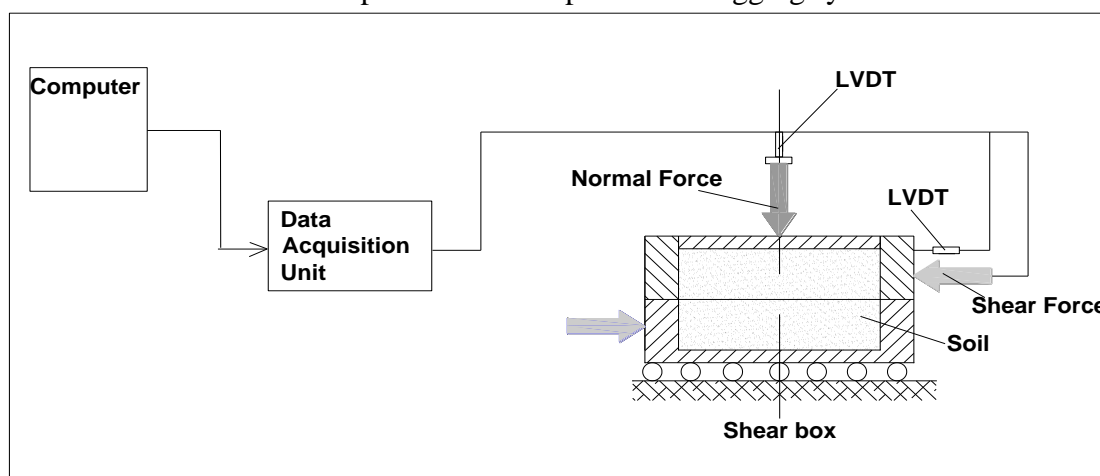 Computer
LVDT
Normal Force
LVDT
Data
Acquisition
Unit
Shear Force
Soil
Shear box